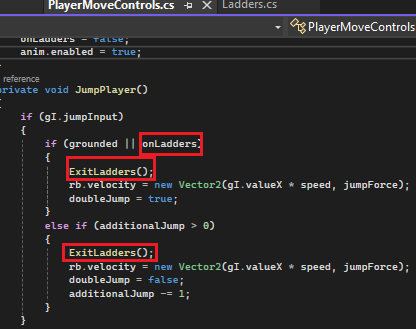 PlayerMoveControls.cs
Ladders.cs
PlayerMoveControls
onLadders = false;
anim.enabled = true;
reference
private void JumpPlayer()
{
if (gI.jumpInput)
{
if (grounded || onLadders)
{
ExitLadders();
rb.velocity = new Vector2(gI.valueX * speed, jumpForce);
doubleJump = true;
}
else if (additionalJump > 0)
{
ExitLadders();
rb.velocity = new Vector2(gI.valueX * speed, jumpForce);
doubleJump = false;
additionalJump -= 1;
}
}